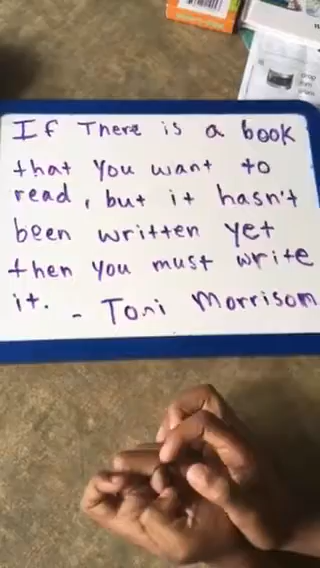 If There is a book
that you want to
read, but it hasn't
been written yet
then you must write
it. - Toni Morrison